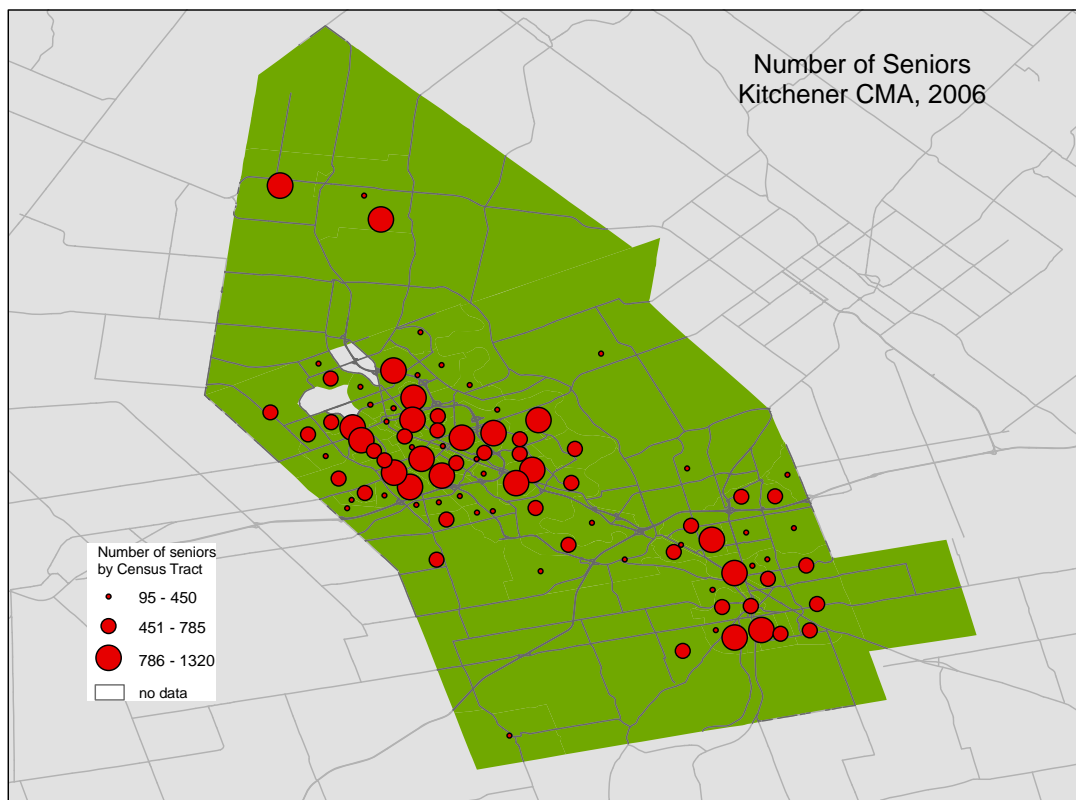 Number of Seniors
Kitchener CMA, 2006
Number of seniors
by Census Tract
95 - 450
451 - 785
786 - 1320
no data